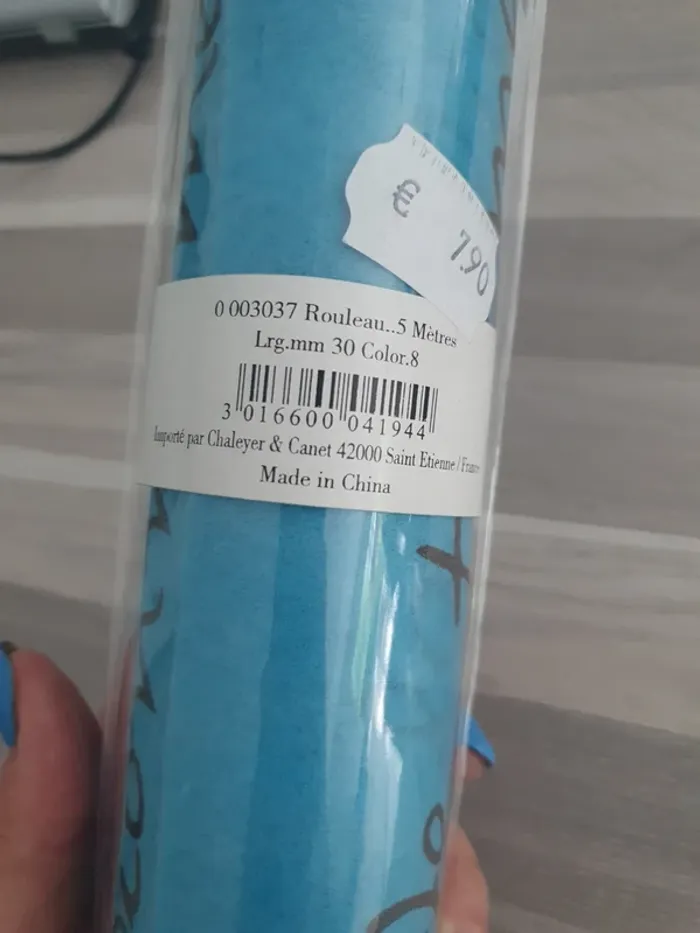 € 7.90
0 003037 Rouleau..5 Mètres
Lrg.mm 30 Color.8
3 016600 041944
Importé par Chaleyer & Canet 42000 Saint Etienne / France
Made in China